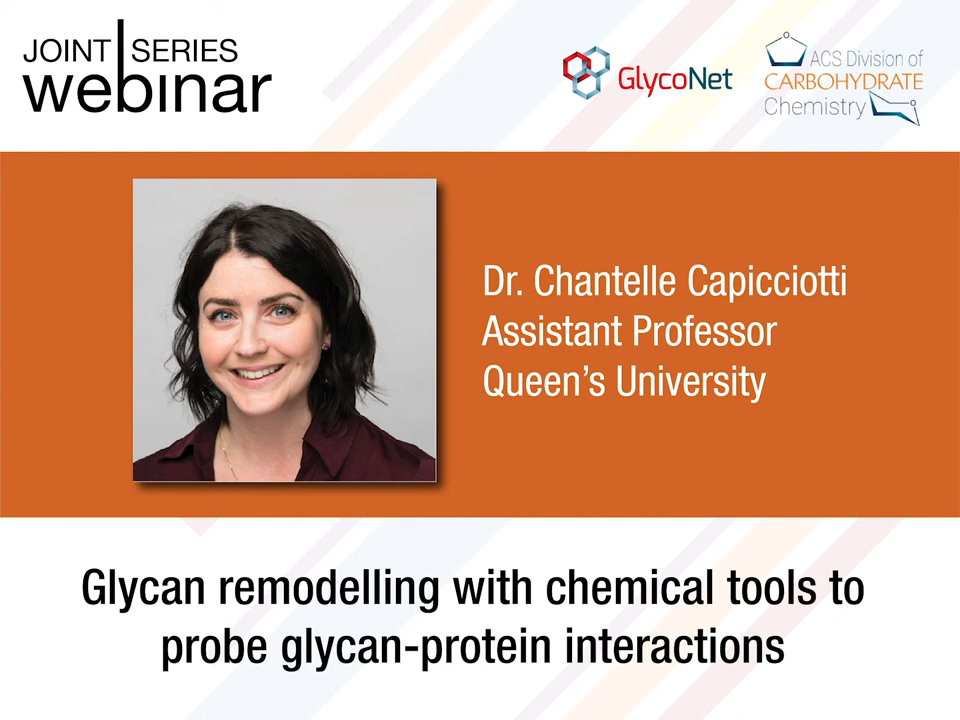 JOINT SERIES
webinar
GlycoNet
ACS Division of
CARBOHYDRATE
Chemistry
Dr. Chantelle Capicciotti
Assistant Professor
Queen's University
Glycan remodelling with chemical tools to
probe glycan-protein interactions